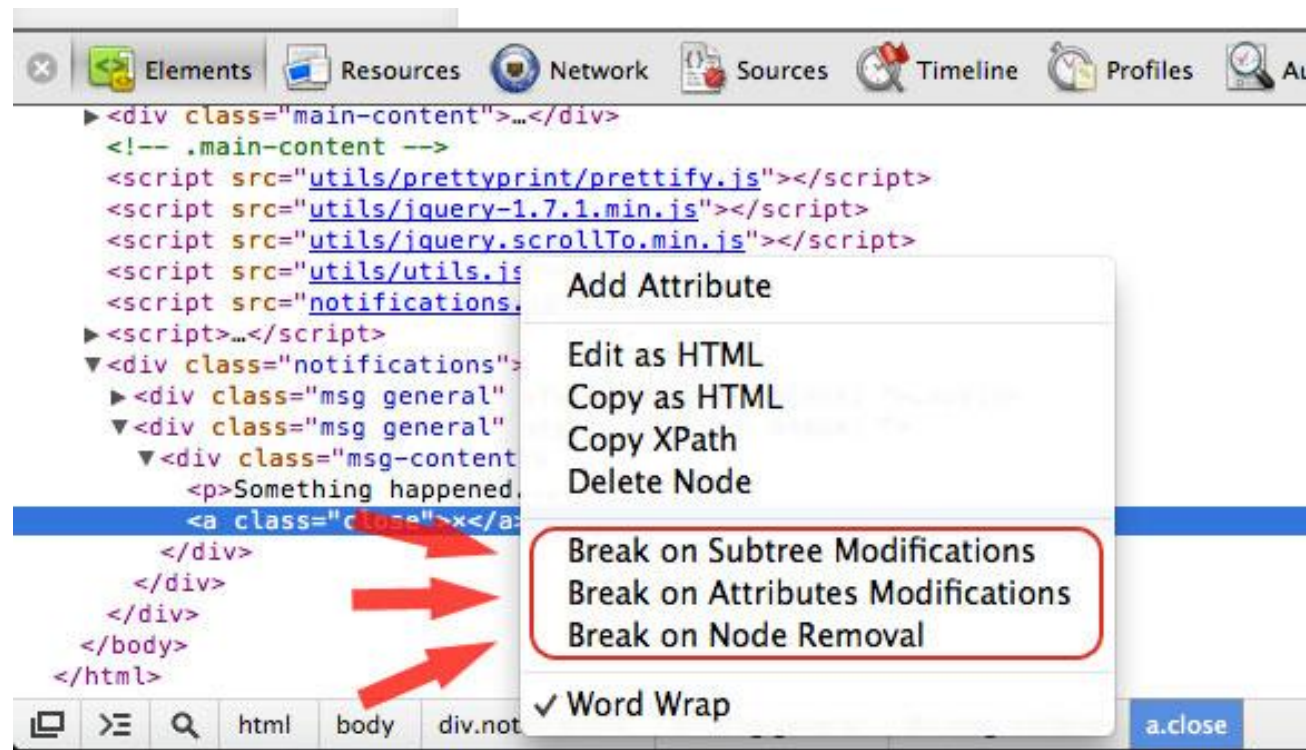 Elements Resources Network Sources Timeline Profiles
▶<div class="main-content">…</div>
<!-- .main-content -->
<script src="utils/prettyprint/prettify.js"></script>
<script src="utils/jquery-1.7.1.min.js"></script>
<script src="utils/jquery.scrollTo.min.js"></script>
<script src="utils/utils.js
<script src="notifications.
▶<script>…</script>
▼<div class="notifications">
▶<div class="msg general"
▼<div class="msg general"
▼<div class="msg-content
<p>Something happened.
<a class="close">×</a>
</div>
</div>
</div>
</body>
</html>
Add Attribute
Edit as HTML
Copy as HTML
Copy XPath
Delete Node
Break on Subtree Modifications
Break on Attributes Modifications
Break on Node Removal
✓ Word Wrap
html body div.not a.close